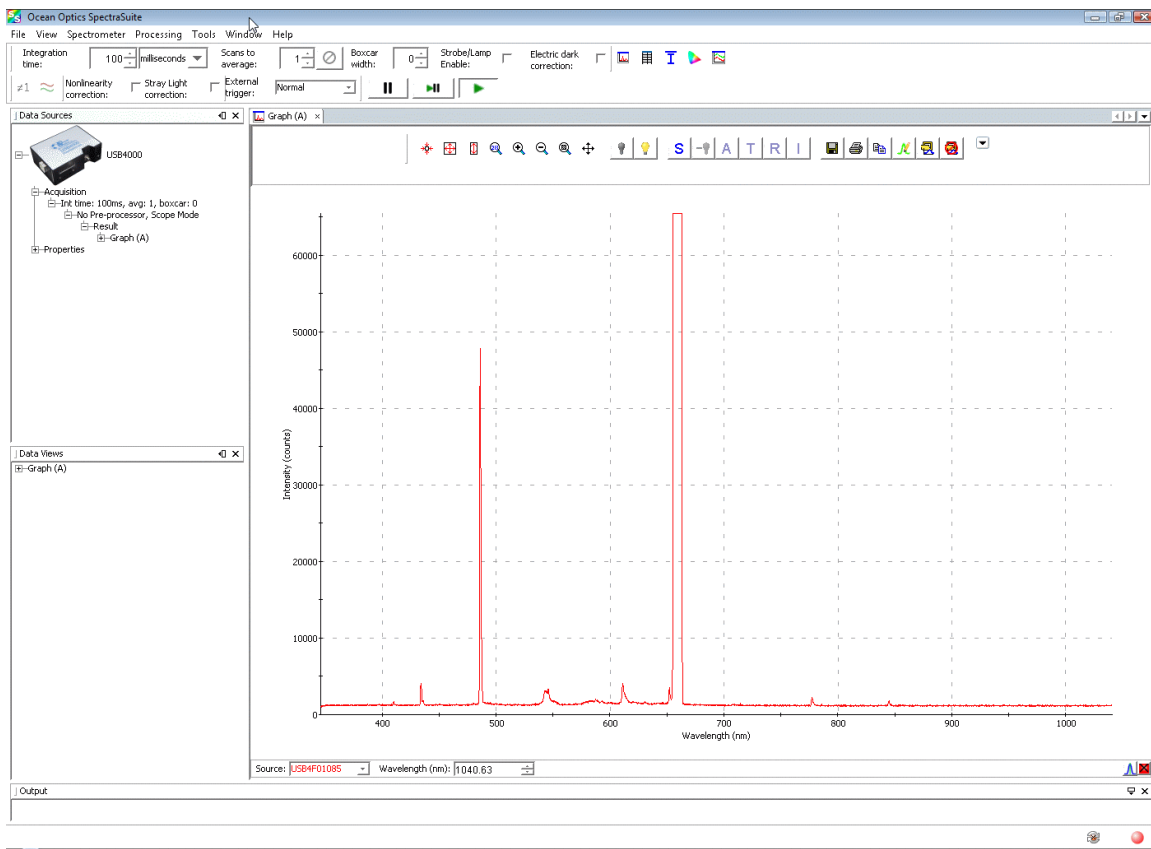 Ocean Optics SpectraSuite
File View Spectrometer Processing Tools Window Help
Integration time: 100 milliseconds Scans to average: 1 Boxcar width: 0 Strobe/Lamp Enable: Electric dark correction:
≠1 Nonlinearity correction: Stray Light correction: External trigger: Normal
Data Sources
USB4000
Acquisition
Int time: 100ms, avg: 1, boxcar: 0
No Pre-processor, Scope Mode
Result
Graph (A)
Properties
Data Views
Graph (A)
Graph (A)
S A T R I
60000
50000
40000
30000
20000
10000
0
Intensity (counts)
400 500 600 700 800 900 1000
Wavelength (nm)
Source: USB4F01085 Wavelength (nm): 1040.63
Output